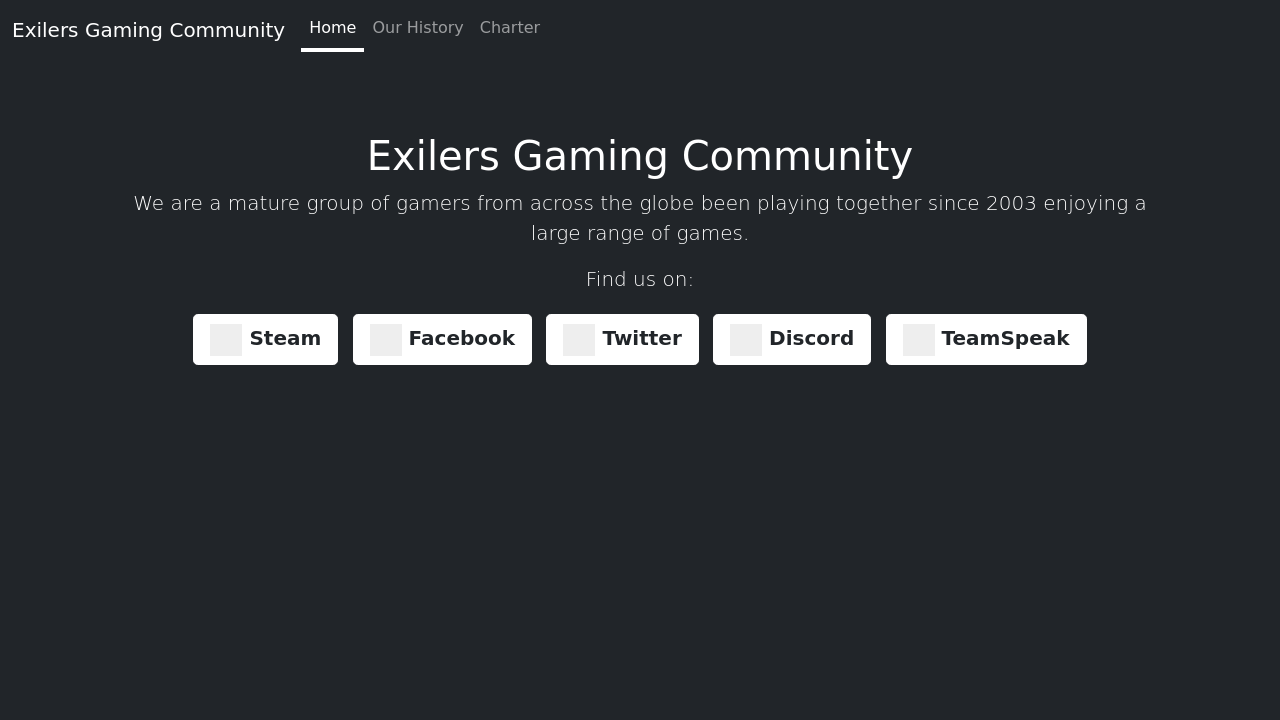 Exilers Gaming Community Home Our History Charter
Exilers Gaming Community
We are a mature group of gamers from across the globe been playing together since 2003 enjoying a
large range of games.
Find us on:
Steam Facebook Twitter Discord TeamSpeak